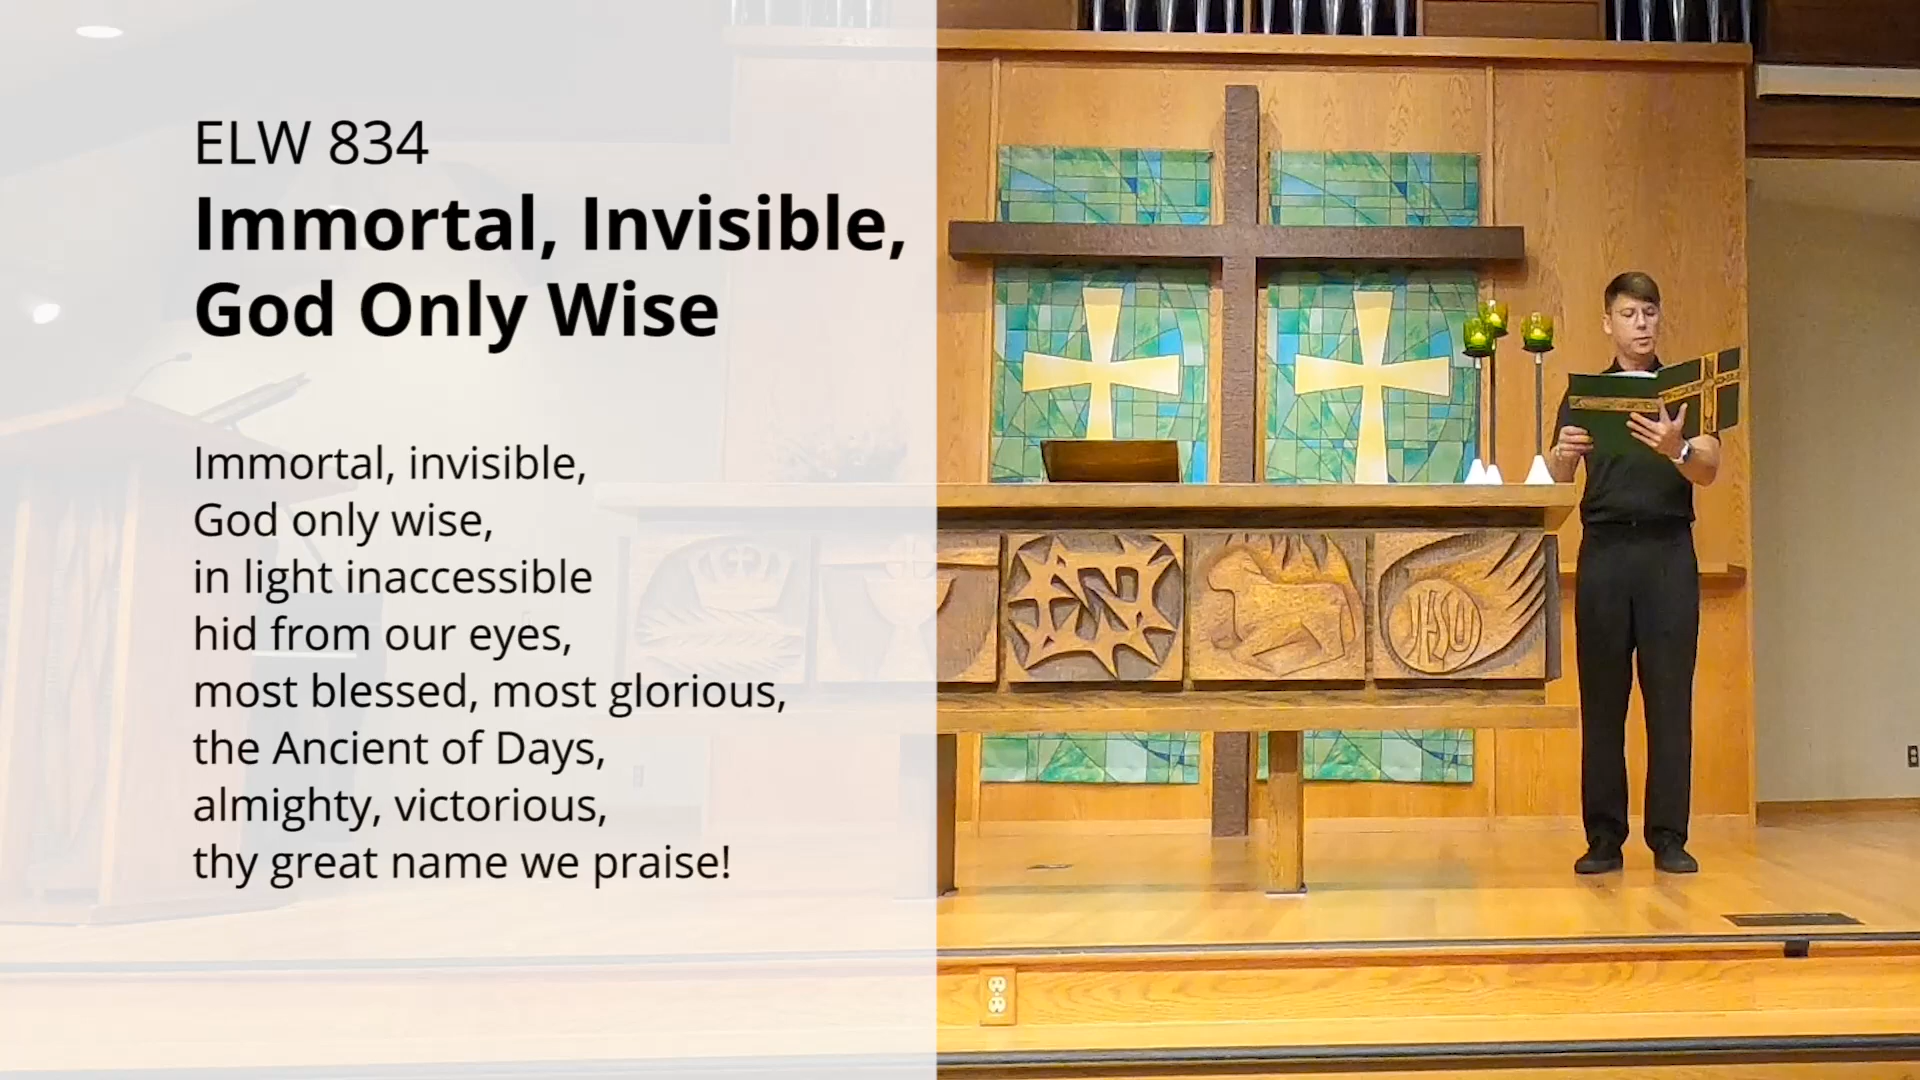 ELW 834
Immortal, Invisible,
God Only Wise
Immortal, invisible,
God only wise,
in light inaccessible
hid from our eyes,
most blessed, most glorious,
the Ancient of Days,
almighty, victorious,
thy great name we praise!